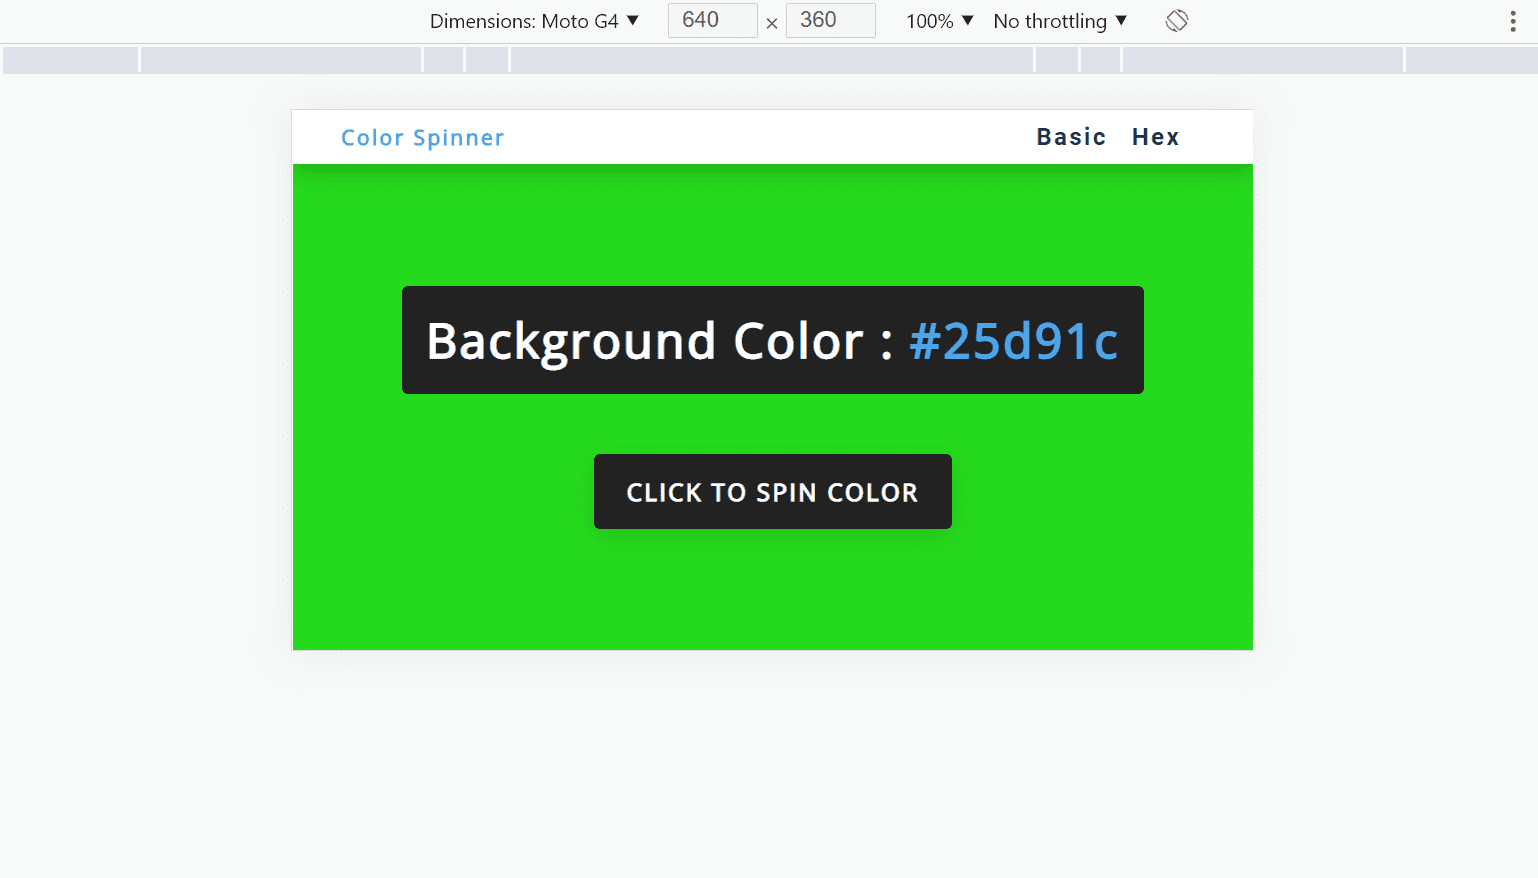 Dimensions: Moto G4 ▼ 640 × 360 100% ▼ No throttling ▼
Color Spinner Basic Hex
Background Color : #25d91c
CLICK TO SPIN COLOR